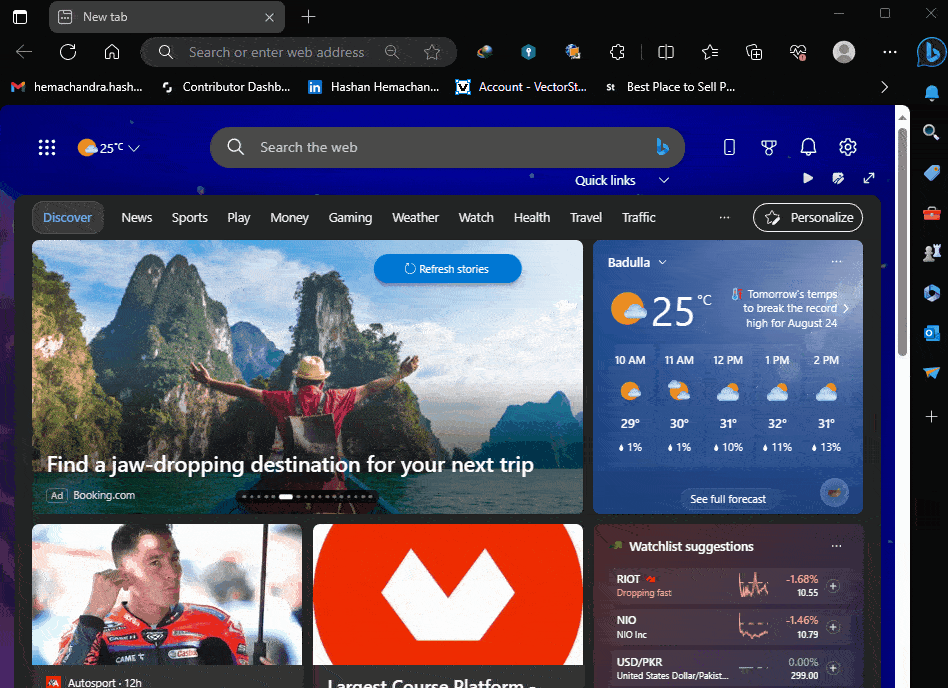 New tab
Search or enter web address
hemachandra.hash...
Contributor Dashb...
Hashan Hemachan...
Account - VectorSt...
St Best Place to Sell P...
25°C
Search the web
Quick links
Discover
News
Sports
Play
Money
Gaming
Weather
Watch
Health
Travel
Traffic
...
Personalize
Refresh stories
Find a jaw-dropping destination for your next trip
Ad Booking.com
Badulla
...
25 °C
Tomorrow's temps
to break the record
high for August 24
10 AM 11 AM 12 PM 1 PM 2 PM
29° 30° 31° 32° 31°
1% 1% 10% 11% 13%
See full forecast
Autosport · 12h
Largest Course Platform -
Watchlist suggestions
...
RIOT -1.68%
Dropping fast 10.55
NIO -1.46%
NIO Inc 10.79
USD/PKR 0.00%
United States Dollar/Pakist... 299.00